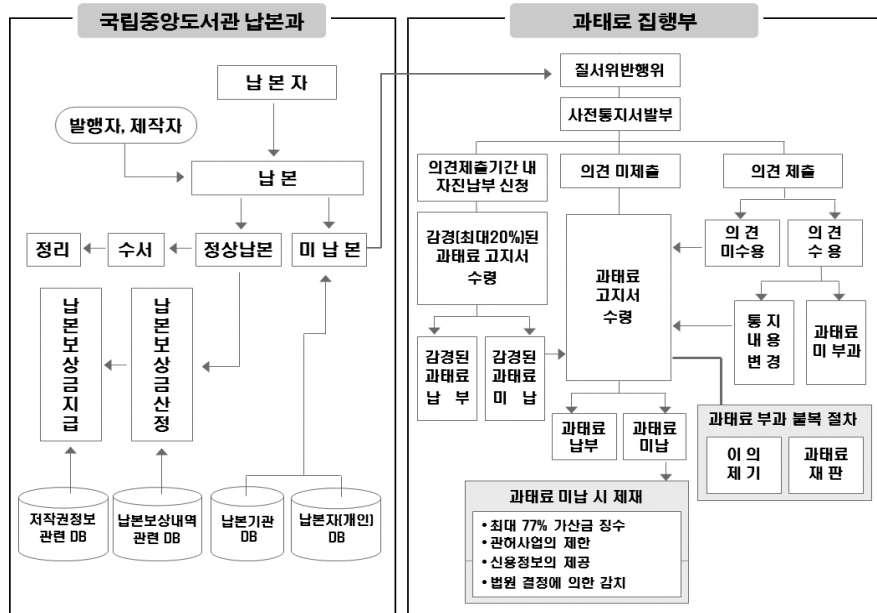 국립중앙도서관 납본과
납 본 자
발행자, 제작자
납 본
정리
수서
정상납본
미 납 본
납본보상금지급
납본보상금산정
저작권정보
관련 DB
납본보상내역
관련 DB
납본기관
DB
납본자(개인)
DB
과태료 집행부
질서위반행위
사전통지서발부
의견제출기간 내
자진납부 신청
의견 미제출
의견 제출
감경(최대20%)된
과태료 고지서
수령
과태료
고지서
수령
의 견
미수용
의 견
수 용
통 지
내 용
변 경
과태료
미 부과
감경된
과태료
납 부
감경된
과태료
미 납
과태료
납부
과태료
미납
과태료 부과 불복 절차
이 의
제 기
과태료
재 판
과태료 미납 시 제재
• 최대 77% 가산금 징수
• 관허사업의 제한
• 신용정보의 제공
• 법원 결정에 의한 감치